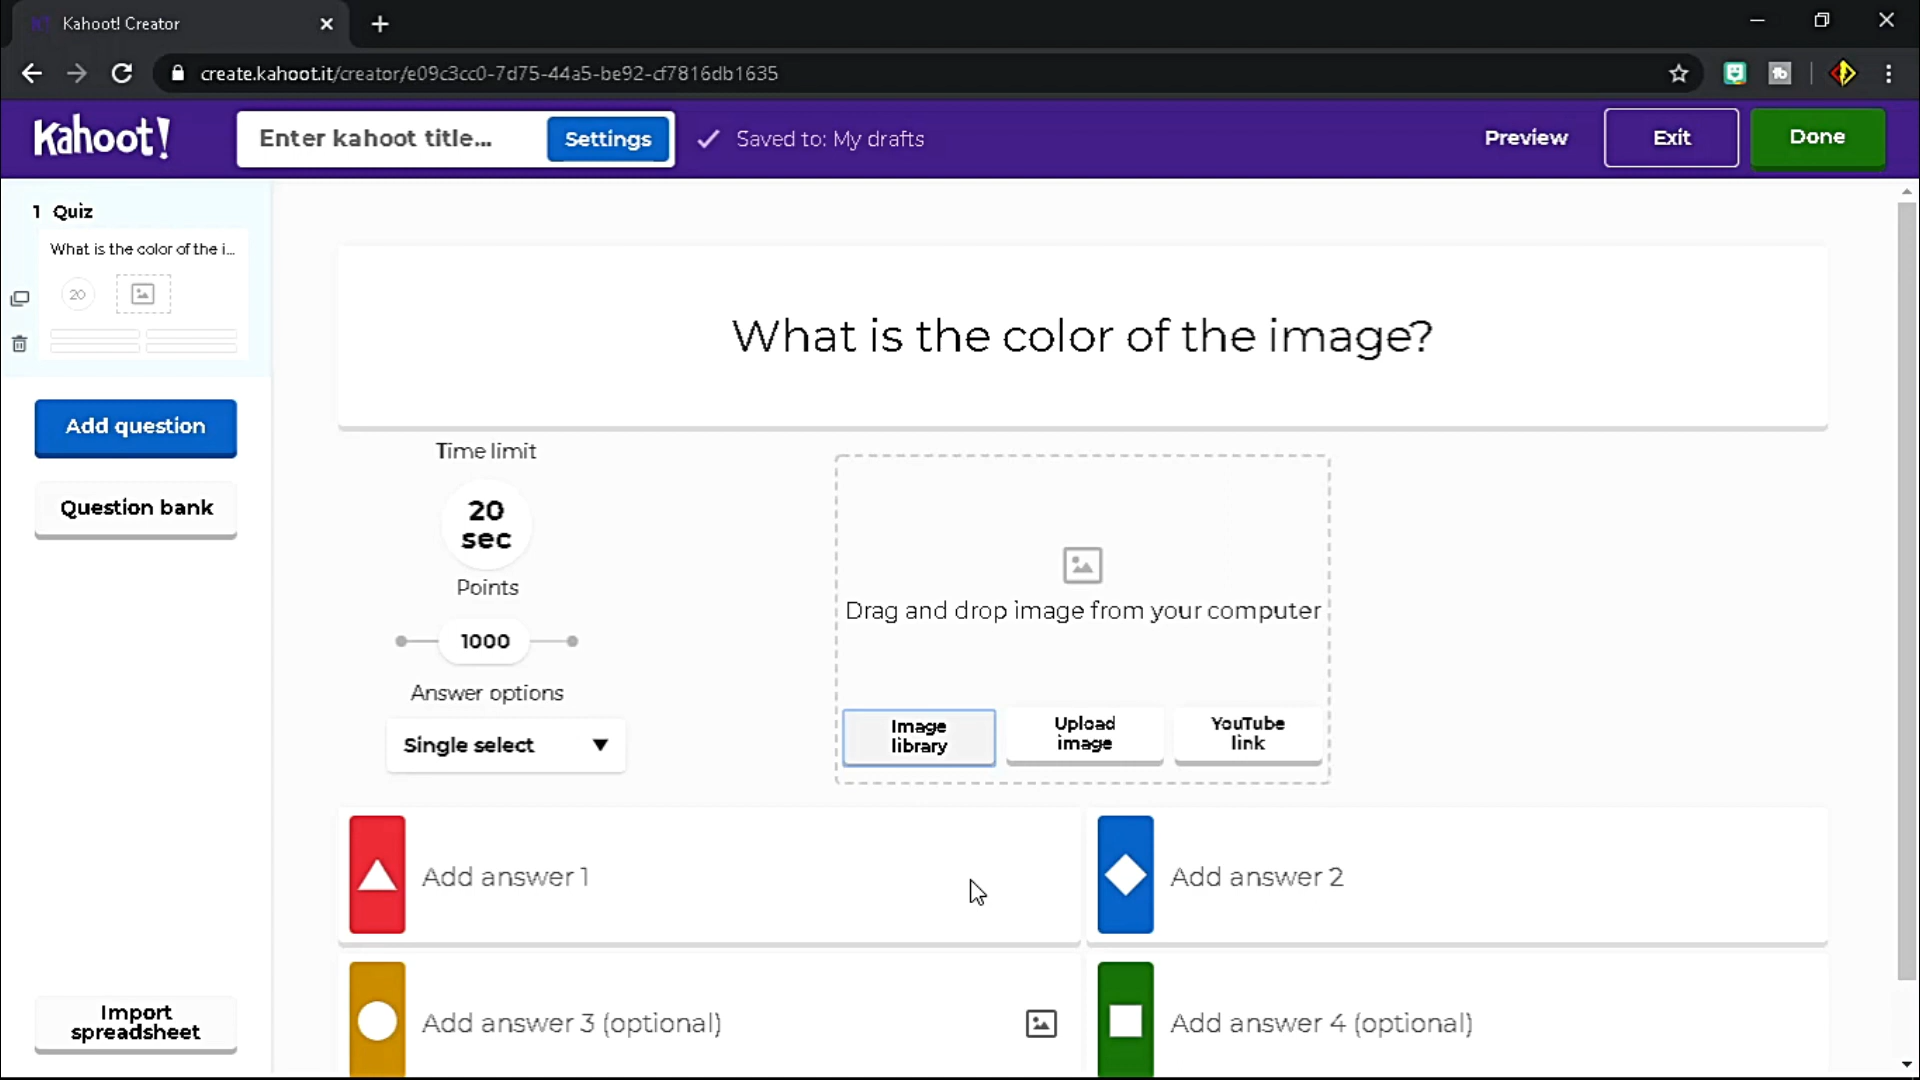 Kahoot! Creator
create.kahoot.it/creator/e09c3cc0-7d75-44a5-be92-cf7816db1635
Kahoot!
Enter kahoot title...
Settings
Saved to: My drafts
Preview
Exit
Done
1 Quiz
What is the color of the i...
20
Add question
Question bank
Import
spreadsheet
What is the color of the image?
Time limit
20
sec
Points
1000
Answer options
Single select
Drag and drop image from your computer
Image
library
Upload
image
YouTube
link
Add answer 1
Add answer 2
Add answer 3 (optional)
Add answer 4 (optional)